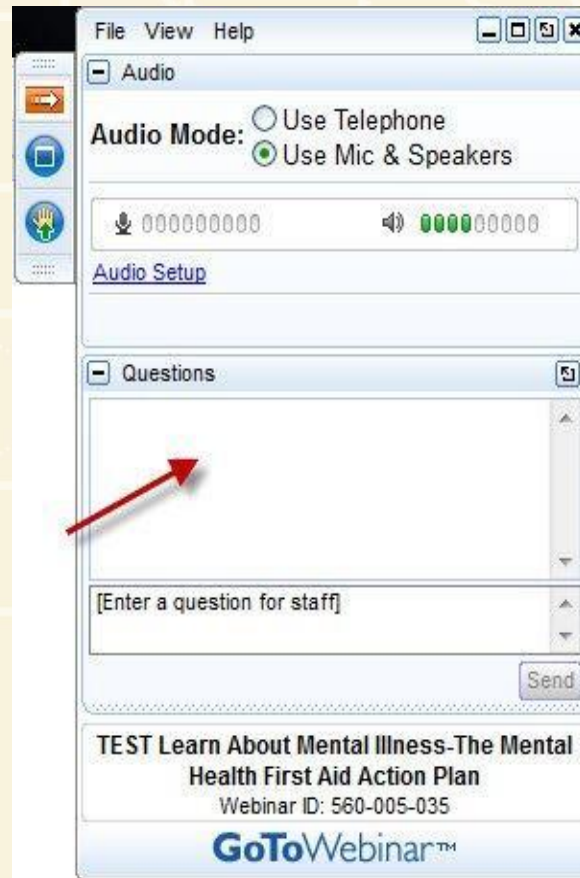 File View Help
Audio
Audio Mode: Use Telephone
Use Mic & Speakers
Audio Setup
Questions
[Enter a question for staff]
Send
TEST Learn About Mental Illness-The Mental
Health First Aid Action Plan
Webinar ID: 560-005-035
GoToWebinar™